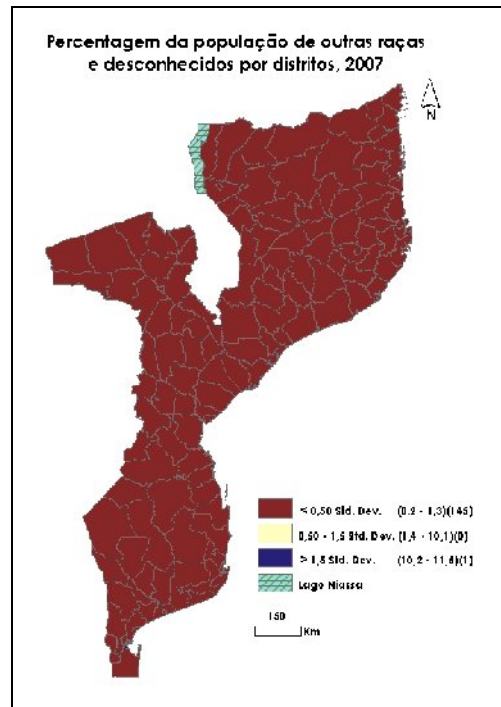 Percentagem da população de outras raças
e desconhecidos por distritos, 2007
N
< 0,50 Std. Dev. (0,2 - 1,3)(145)
0,50 - 1,5 Std. Dev. (1,4 - 10,1)(0)
> 1,5 Std. Dev. (10,2 - 11,6)(1)
Lago Niassa
150
Km